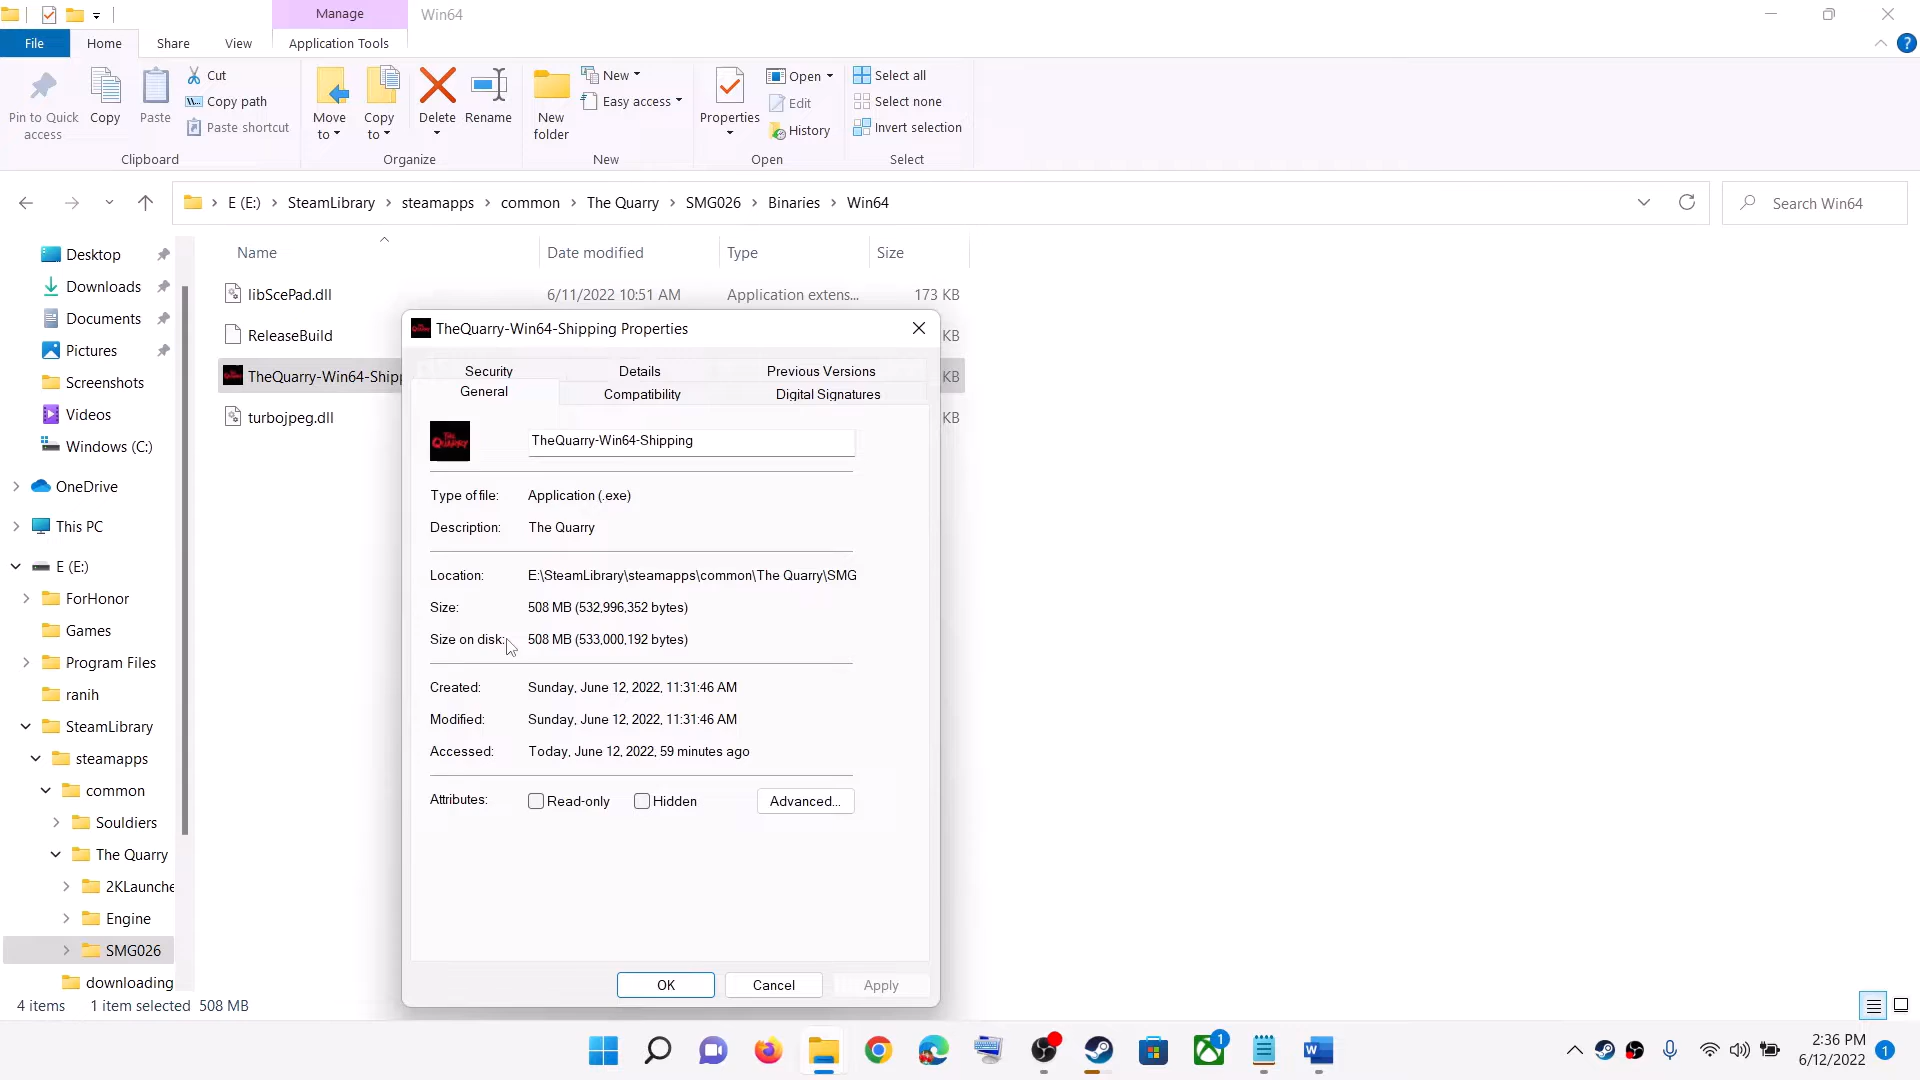 Manage
Win64
File
Home
Share
View
Application Tools
Pin to Quick access
Copy
Paste
Cut
Copy path
Paste shortcut
Clipboard
Move to
Copy to
Delete
Rename
Organize
New folder
New
Easy access
New
Properties
Open
Edit
History
Open
Select all
Select none
Invert selection
Select
E (E:) › SteamLibrary › steamapps › common › The Quarry › SMG026 › Binaries › Win64
Search Win64
Desktop
Downloads
Documents
Pictures
Screenshots
Videos
Windows (C:)
OneDrive
This PC
E (E:)
ForHonor
Games
Program Files
ranih
SteamLibrary
steamapps
common
Souldiers
The Quarry
2KLaunche
Engine
SMG026
downloading
Name
Date modified
Type
Size
libScePad.dll
6/11/2022 10:51 AM
Application extens...
173 KB
ReleaseBuild
KB
TheQuarry-Win64-Shipp
KB
turbojpeg.dll
KB
TheQuarry-Win64-Shipping Properties
Security
Details
Previous Versions
General
Compatibility
Digital Signatures
THE QUARRY
TheQuarry-Win64-Shipping
Type of file:
Application (.exe)
Description:
The Quarry
Location:
E:\SteamLibrary\steamapps\common\The Quarry\SMG
Size:
508 MB (532,996,352 bytes)
Size on disk:
508 MB (533,000,192 bytes)
Created:
Sunday, June 12, 2022, 11:31:46 AM
Modified:
Sunday, June 12, 2022, 11:31:46 AM
Accessed:
Today, June 12, 2022, 59 minutes ago
Attributes:
Read-only
Hidden
Advanced...
OK
Cancel
Apply
4 items
1 item selected 508 MB
1
2:36 PM
6/12/2022
1